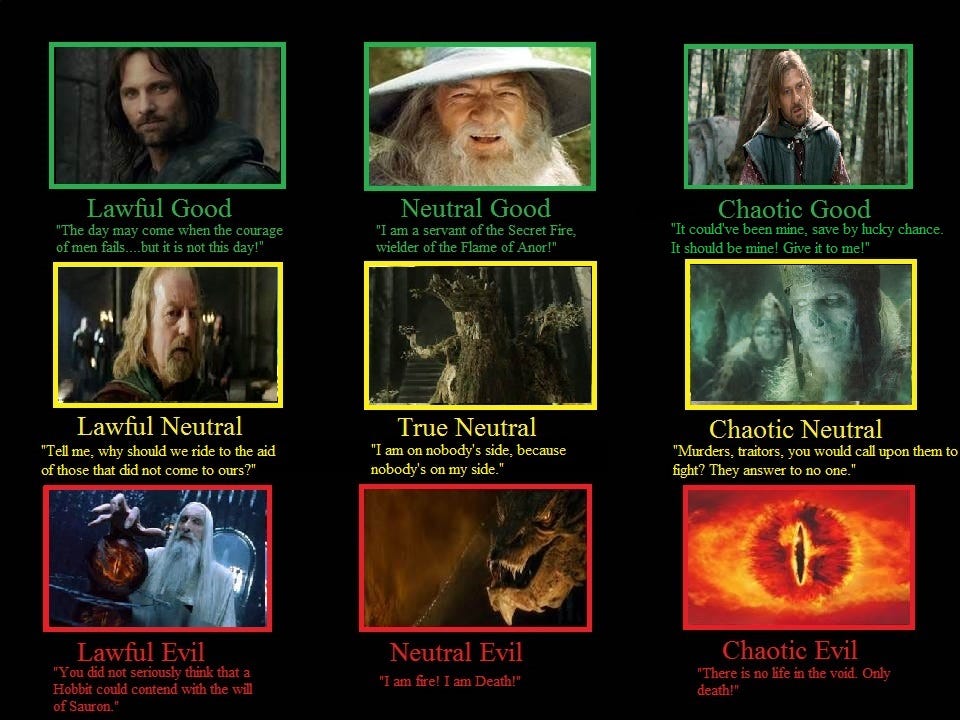 Lawful Good
"The day may come when the courage
of men fails....but it is not this day!"
Neutral Good
"I am a servant of the Secret Fire,
wielder of the Flame of Anor!"
Chaotic Good
"It could've been mine, save by lucky chance.
It should be mine! Give it to me!"
Lawful Neutral
"Tell me, why should we ride to the aid
of those that did not come to ours?"
True Neutral
"I am on nobody's side, because
nobody's on my side."
Chaotic Neutral
"Murders, traitors, you would call upon them to
fight? They answer to no one."
Lawful Evil
"You did not seriously think that a
Hobbit could contend with the will
of Sauron."
Neutral Evil
"I am fire! I am Death!"
Chaotic Evil
"There is no life in the void. Only
death!"